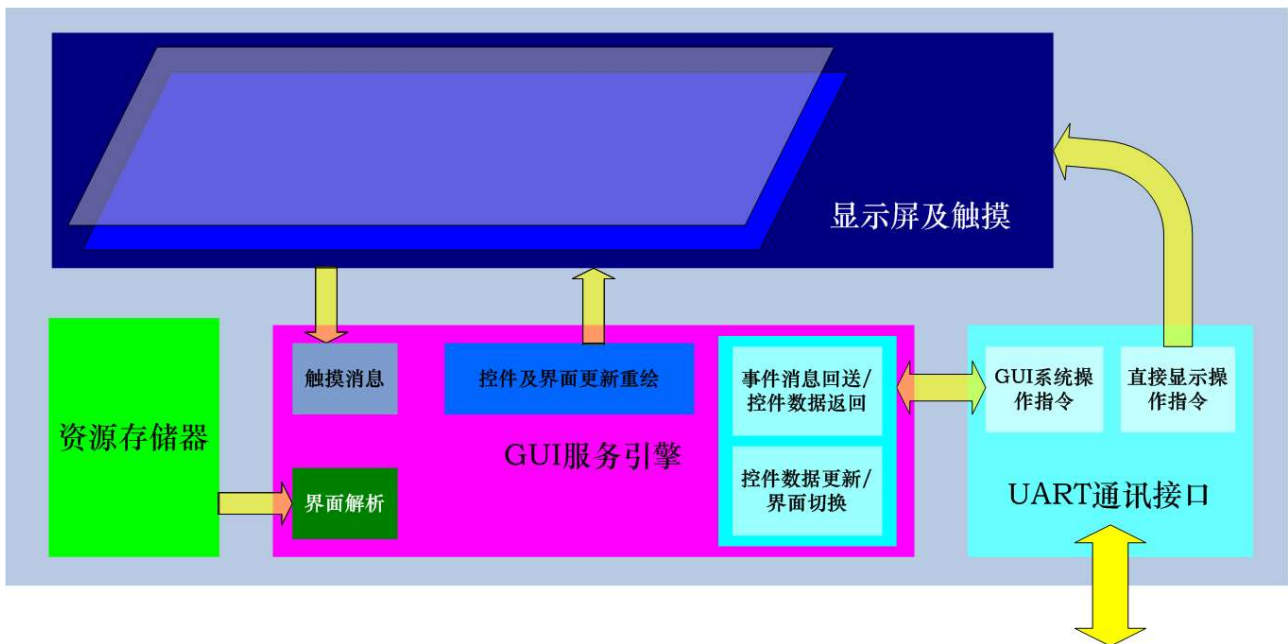 显示屏及触摸
触摸消息
控件及界面更新重绘
事件消息回送/
控件数据返回
GUI系统操
作指令
直接显示操
作指令
资源存储器
GUI服务引擎
界面解析
控件数据更新/
界面切换
UART通讯接口